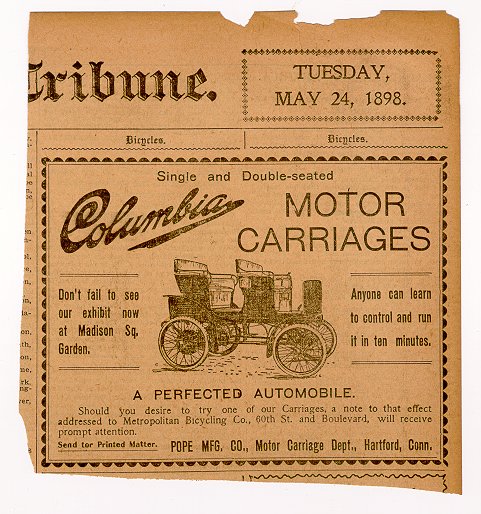 Tribune.
TUESDAY,
MAY 24, 1898.
Bicycles.
Bicycles.
Single and Double-seated
Columbia
MOTOR
CARRIAGES
Don't fail to see
our exhibit now
at Madison Sq.
Garden.
Anyone can learn
to control and run
it in ten minutes.
A PERFECTED AUTOMOBILE.
Should you desire to try one of our Carriages, a note to that effect
addressed to Metropolitan Bicycling Co., 60th St. and Boulevard, will receive
prompt attention.
Send for Printed Matter.
POPE MFG, CO., Motor Carriage Dept., Hartford, Conn.